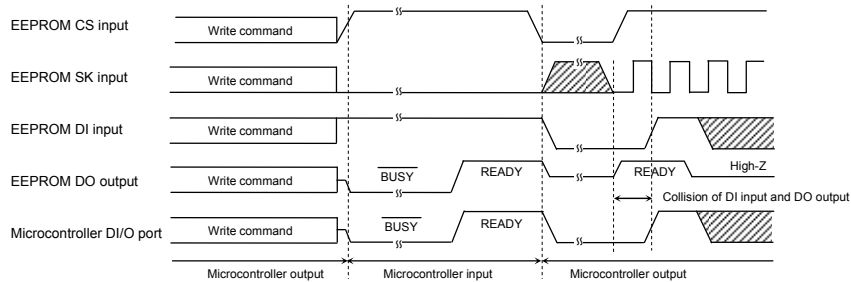 EEPROM CS input
Write command
EEPROM SK input
Write command
EEPROM DI input
Write command
EEPROM DO output
Write command
BUSY
READY
READY
High-Z
Collision of DI input and DO output
Microcontroller DI/O port
Write command
BUSY
READY
Microcontroller output
Microcontroller input
Microcontroller output